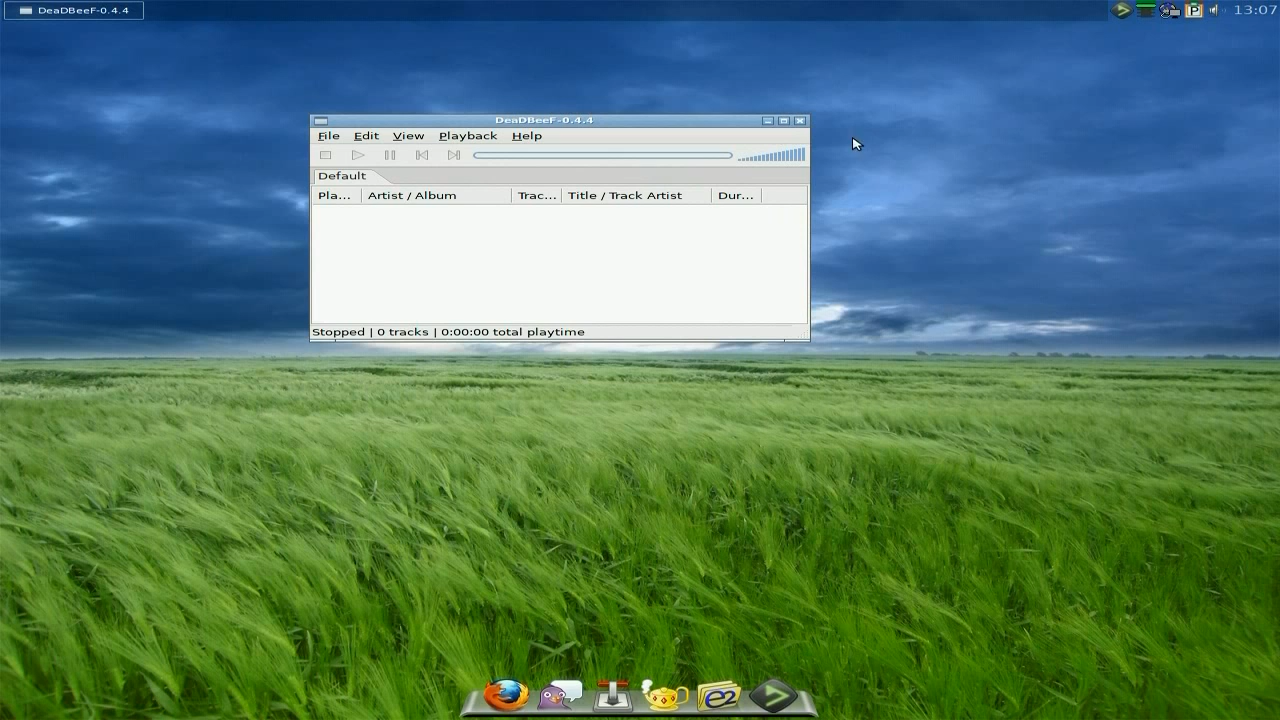 DeaDBeeF-0.4.4
13:07
DeaDBeeF-0.4.4
File Edit View Playback Help
Default
Pla... Artist / Album Trac... Title / Track Artist Dur...
Stopped | 0 tracks | 0:00:00 total playtime
P
e2